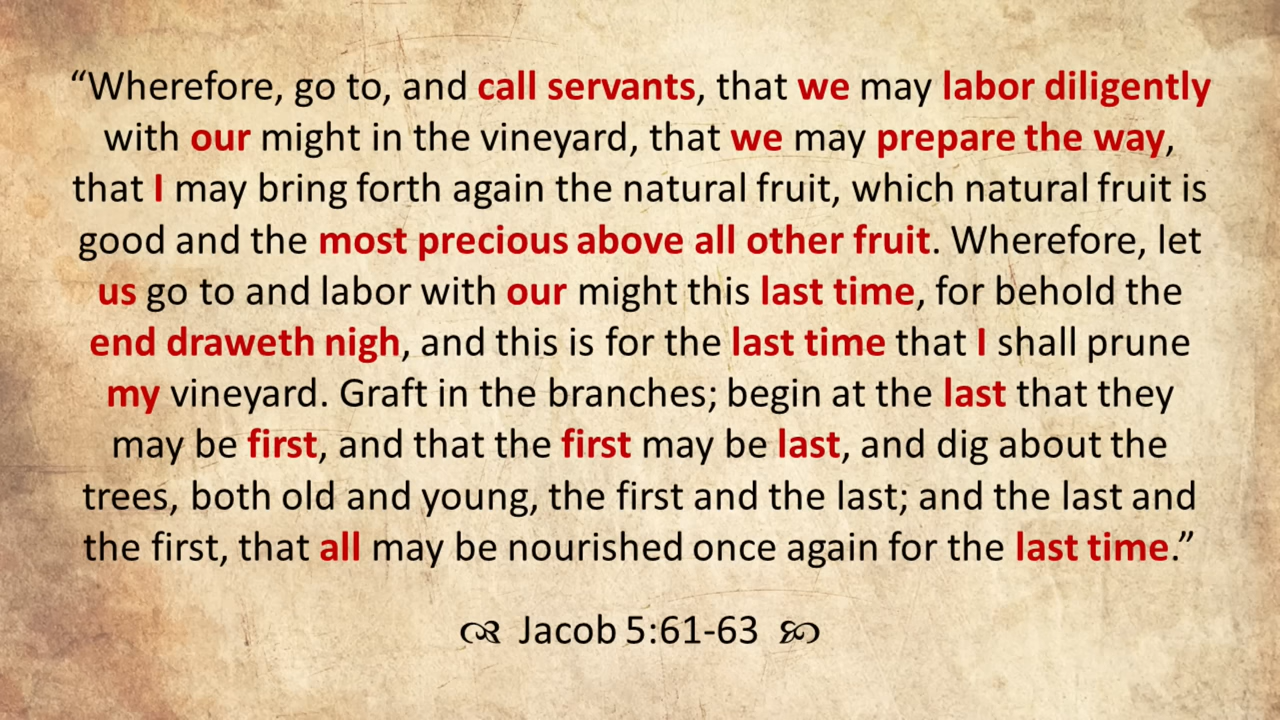 “Wherefore, go to, and call servants, that we may labor diligently
with our might in the vineyard, that we may prepare the way,
that I may bring forth again the natural fruit, which natural fruit is
good and the most precious above all other fruit. Wherefore, let
us go to and labor with our might this last time, for behold the
end draweth nigh, and this is for the last time that I shall prune
my vineyard. Graft in the branches; begin at the last that they
may be first, and that the first may be last, and dig about the
trees, both old and young, the first and the last; and the last and
the first, that all may be nourished once again for the last time.”
Jacob 5:61-63